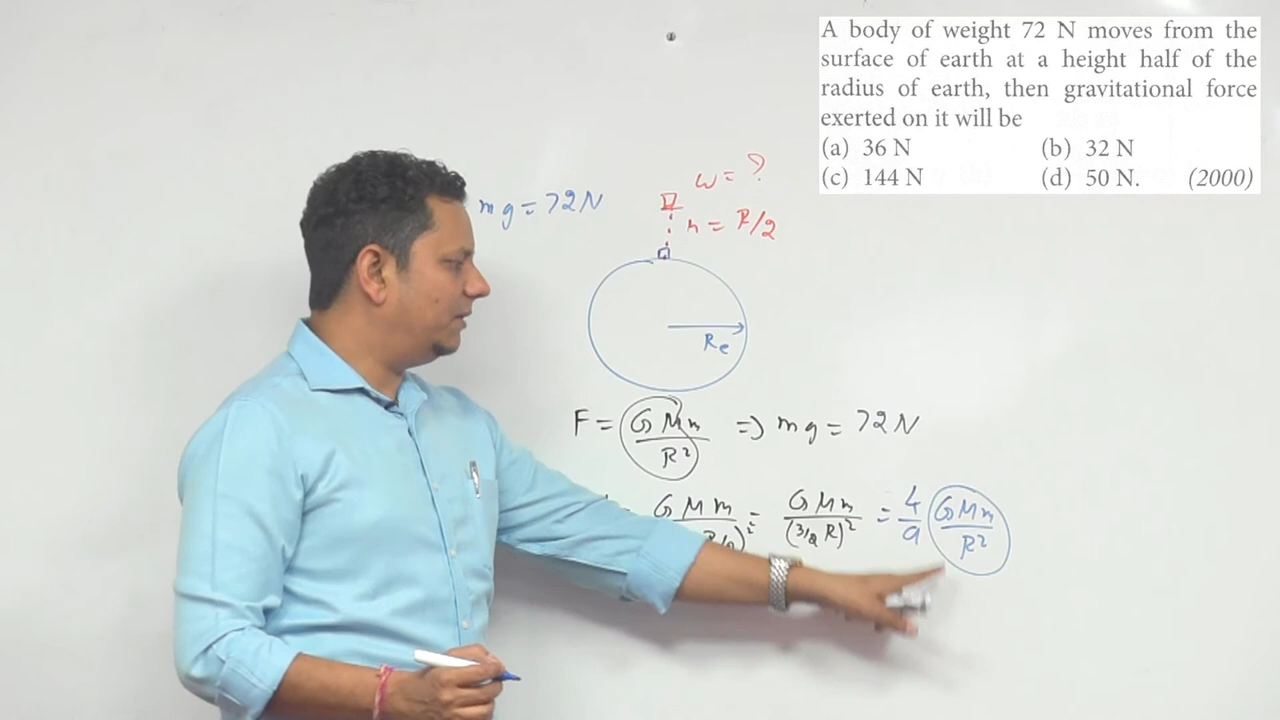 A body of weight 72 N moves from the
surface of earth at a height half of the
radius of earth, then gravitational force
exerted on it will be
(a) 36 N (b) 32 N
(c) 144 N (d) 50 N. (2000)
w = ?
mg = 72 N
h = R/2
Re
F = GMm/R² => mg = 72 N
= GMm = GMm/(3/2 R)² = 4/9 GMm/R²